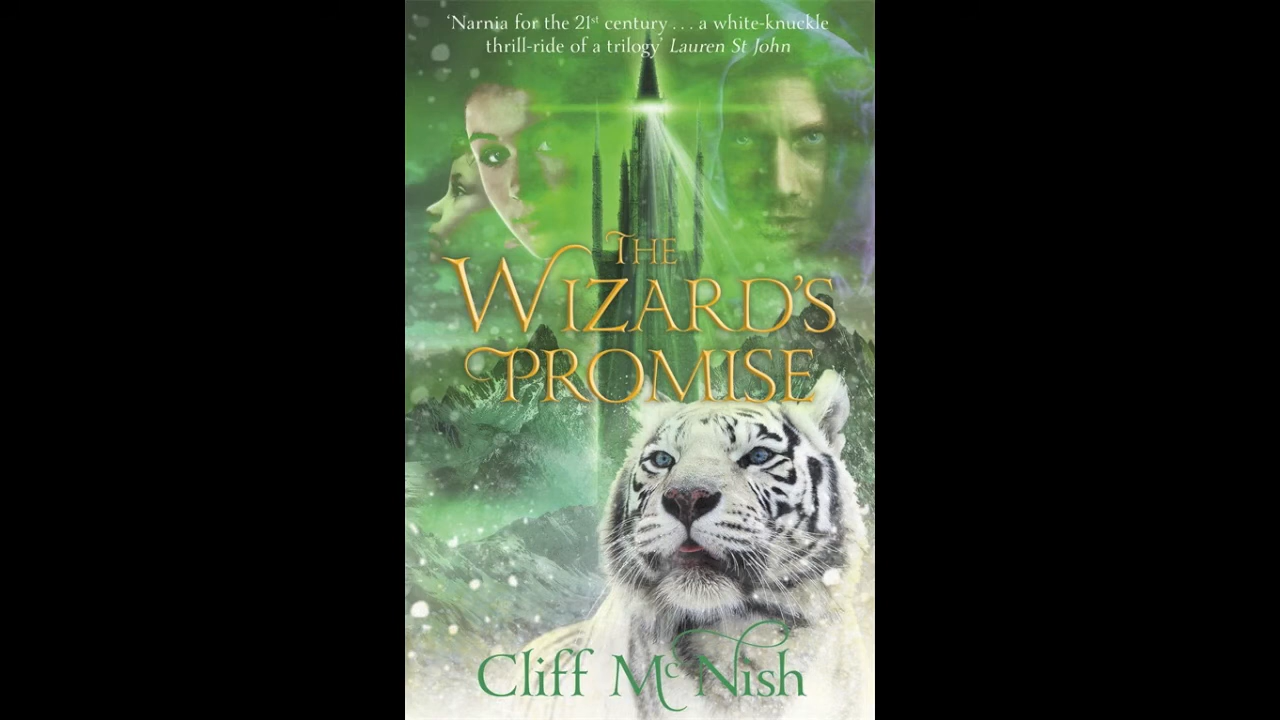 ‘Narnia for the 21st century ... a white-knuckle
thrill-ride of a trilogy’ Lauren St John
THE
WIZARD’S
PROMISE
Cliff McNish